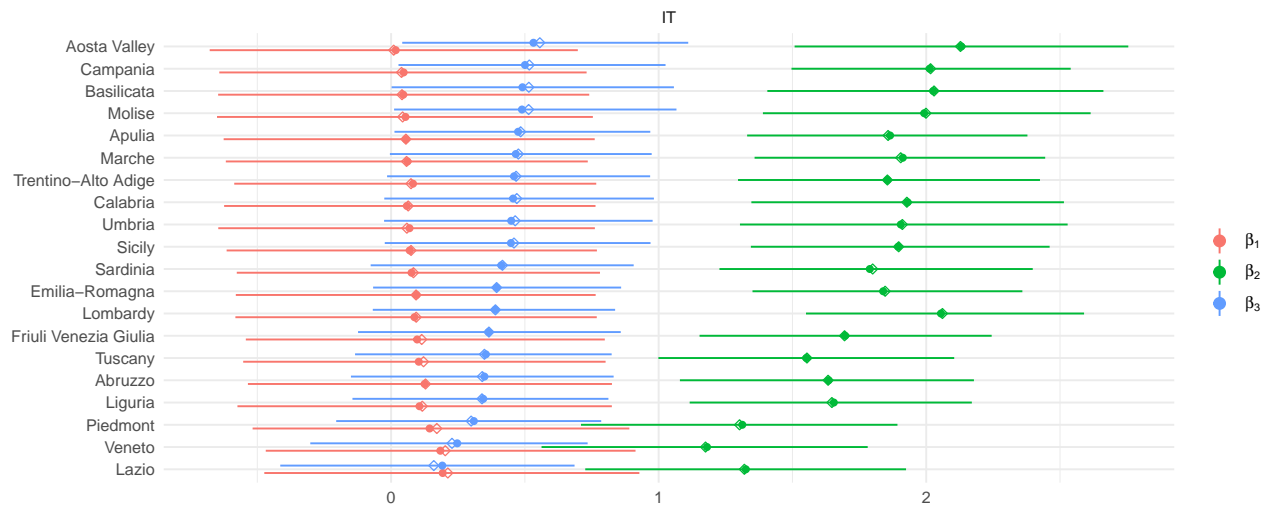 IT
Aosta Valley
Campania
Basilicata
Molise
Apulia
Marche
Trentino−Alto Adige
Calabria
Umbria
Sicily
Sardinia
Emilia−Romagna
Lombardy
Friuli Venezia Giulia
Tuscany
Abruzzo
Liguria
Piedmont
Veneto
Lazio
0 1 2
β₁
β₂
β₃